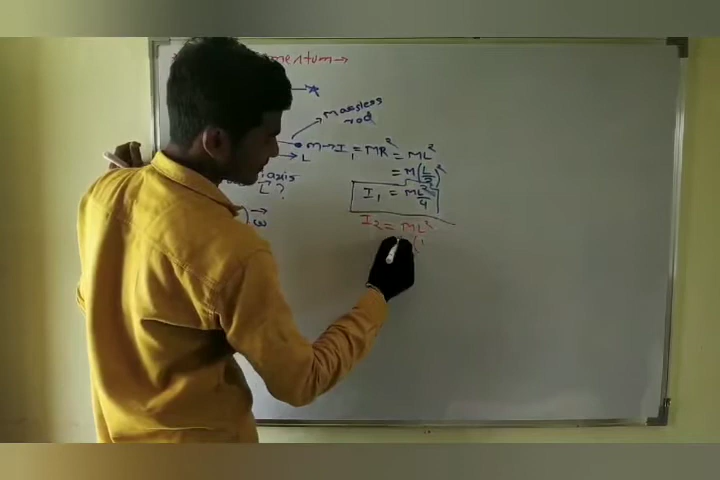 mentum→
massless
rod
m→I₁ = MR² = ML²
L
= M(L/2)²
axis
L⃗?
I₁ = ML²/4
)ω⃗
I₂ = ML²
(